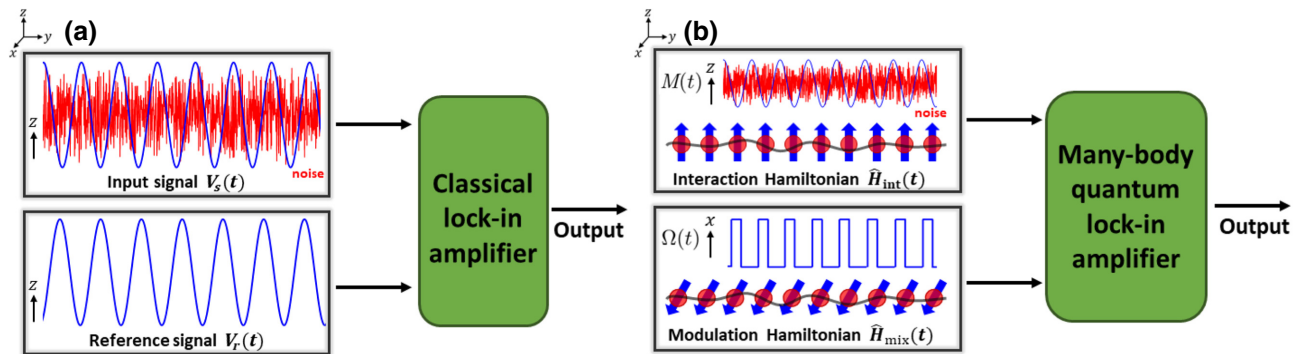 z
y
x
(a)
z
noise
Input signal V_s(t)
z
Reference signal V_r(t)
Classical
lock-in
amplifier
Output
z
y
x
(b)
M(t)
z
noise
Interaction Hamiltonian Ĥ_int(t)
Ω(t)
x
Modulation Hamiltonian Ĥ_mix(t)
Many-body
quantum
lock-in
amplifier
Output